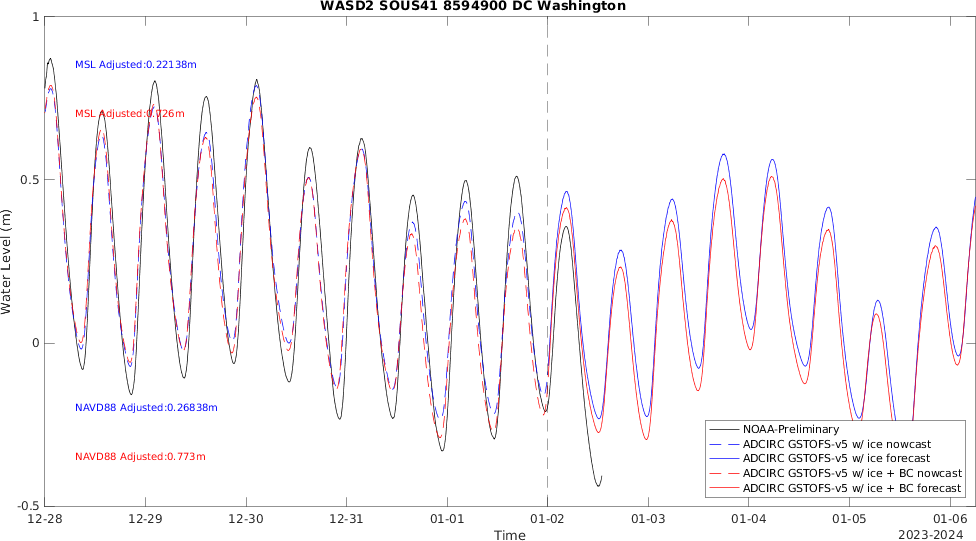 WASD2 SOUS41 8594900 DC Washington
1
MSL Adjusted:0.22138m
MSL Adjusted:0.726m
0.5
Water Level (m)
0
NAVD88 Adjusted:0.26838m
NAVD88 Adjusted:0.773m
NOAA-Preliminary
ADCIRC GSTOFS-v5 w/ ice nowcast
ADCIRC GSTOFS-v5 w/ ice forecast
ADCIRC GSTOFS-v5 w/ ice + BC nowcast
ADCIRC GSTOFS-v5 w/ ice + BC forecast
-0.5
12-28 12-29 12-30 12-31 01-01 01-02 01-03 01-04 01-05 01-06
Time
2023-2024